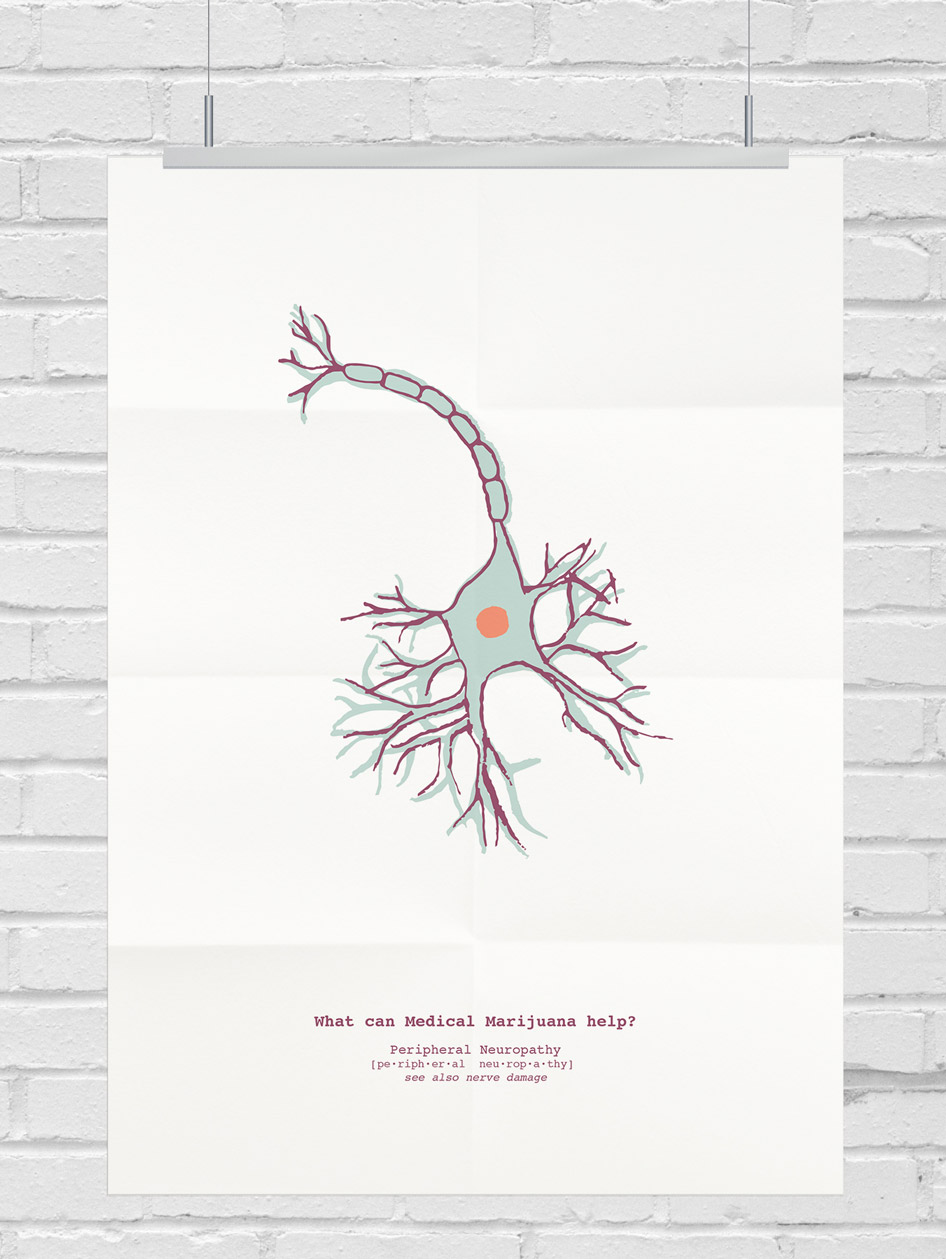 What can Medical Marijuana help?
Peripheral Neuropathy
[pe·riph·er·al neu·rop·a·thy]
see also nerve damage